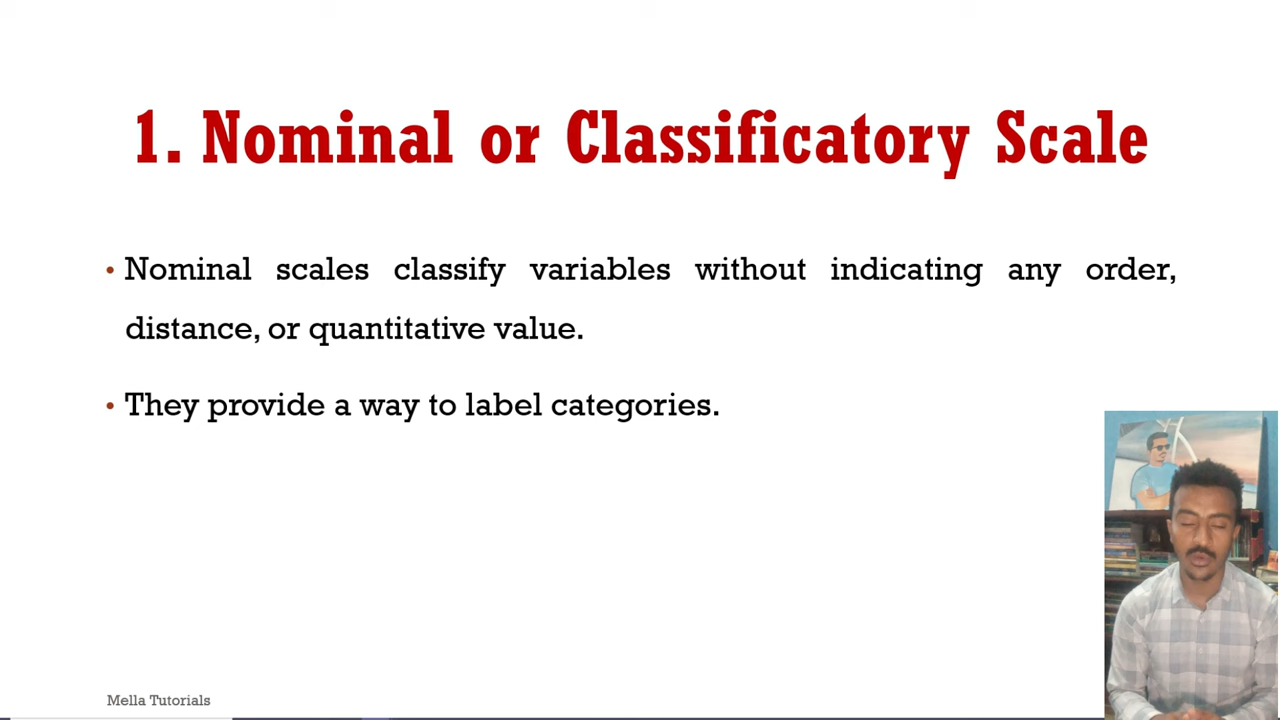 1. Nominal or Classificatory Scale
• Nominal scales classify variables without indicating any order,
distance, or quantitative value.
• They provide a way to label categories.
Mella Tutorials